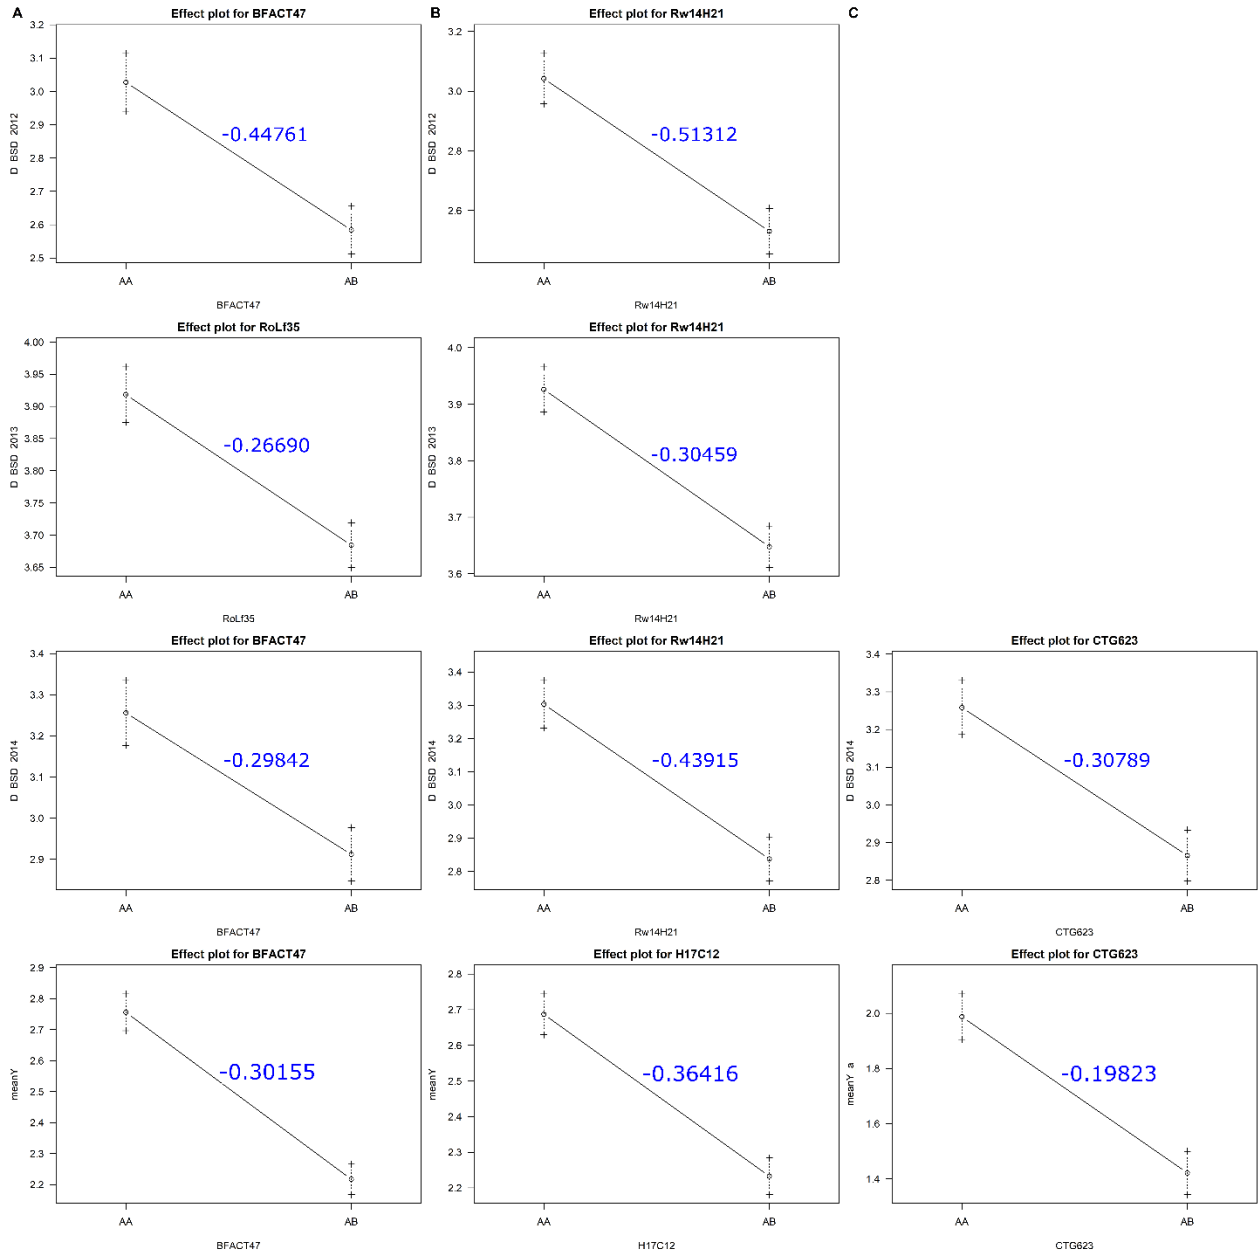 A
Effect plot for BFACT47
3.2
3.1
3.0
2.9
2.8
2.7
2.6
2.5
D BSD 2012
-0.44761
AA
AB
BFACT47
B
Effect plot for Rw14H21
3.2
3.1
3.0
2.9
2.8
2.6
D BSD 2012
-0.51312
AA
AB
Rw14H21
C
Effect plot for RoLf35
4.00
3.95
3.90
3.85
3.80
3.75
3.70
3.65
D BSD 2013
-0.26690
AA
AB
RoLf35
Effect plot for Rw14H21
4.0
3.9
3.8
3.7
3.6
D BSD 2013
-0.30459
AA
AB
Rw14H21
Effect plot for BFACT47
3.4
3.3
3.2
3.1
3.0
2.9
D BSD 2014
-0.29842
AA
AB
BFACT47
Effect plot for Rw14H21
3.4
3.3
3.2
3.1
3.0
2.9
2.8
D BSD 2014
-0.43915
AA
AB
Rw14H21
Effect plot for CTG623
3.4
3.3
3.2
3.1
3.0
2.9
2.8
D BSD 2014
-0.30789
AA
AB
CTG623
Effect plot for BFACT47
2.9
2.8
2.7
2.6
2.5
2.4
2.3
2.2
meanY
-0.30155
AA
AB
BFACT47
Effect plot for H17C12
2.8
2.7
2.6
2.5
2.4
2.3
2.2
meanY
-0.36416
AA
AB
H17C12
Effect plot for CTG623
2.0
1.8
1.6
1.4
meanY a
-0.19823
AA
AB
CTG623